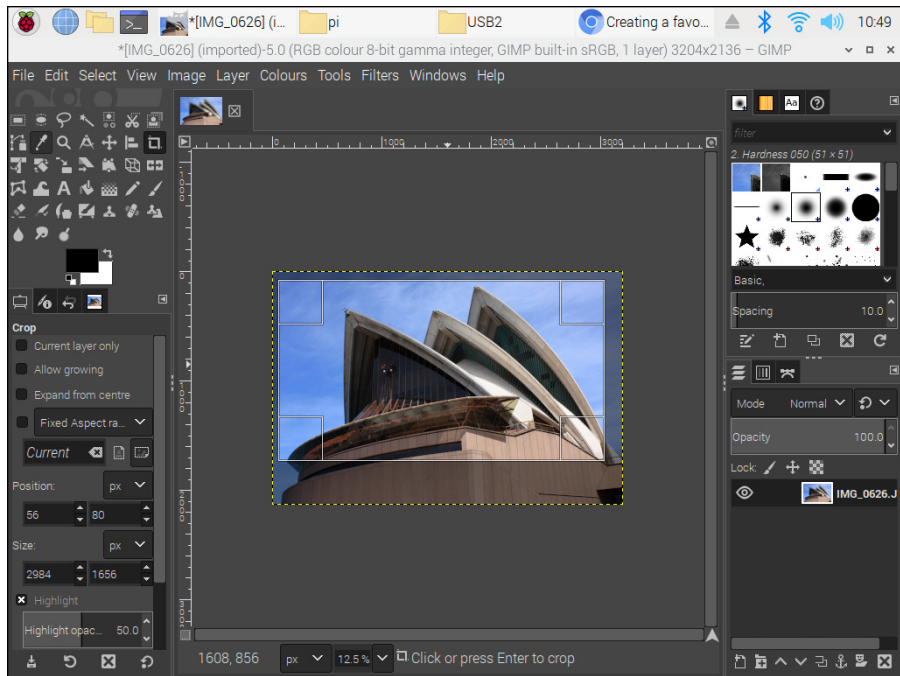 *[IMG_0626] (i...
pi
USB2
Creating a favo...
10:49
*[IMG_0626] (imported)-5.0 (RGB colour 8-bit gamma integer, GIMP built-in sRGB, 1 layer) 3204x2136 – GIMP
File Edit Select View Image Layer Colours Tools Filters Windows Help
Aa
filter
2. Hardness 050 (51 × 51)
Basic,
Spacing 10.0
Mode Normal
Opacity 100.0
Lock:
IMG_0626.J
Crop
Current layer only
Allow growing
Expand from centre
Fixed Aspect ra...
Current
Position: px
56 80
Size: px
2984 1656
Highlight
Highlight opac... 50.0
0 1000 2000 3000
1608, 856 px 12.5 % Click or press Enter to crop